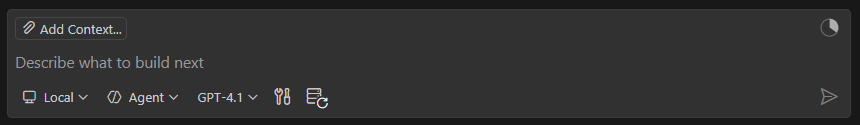 Add Context...
Describe what to build next
Local Agent GPT-4.1